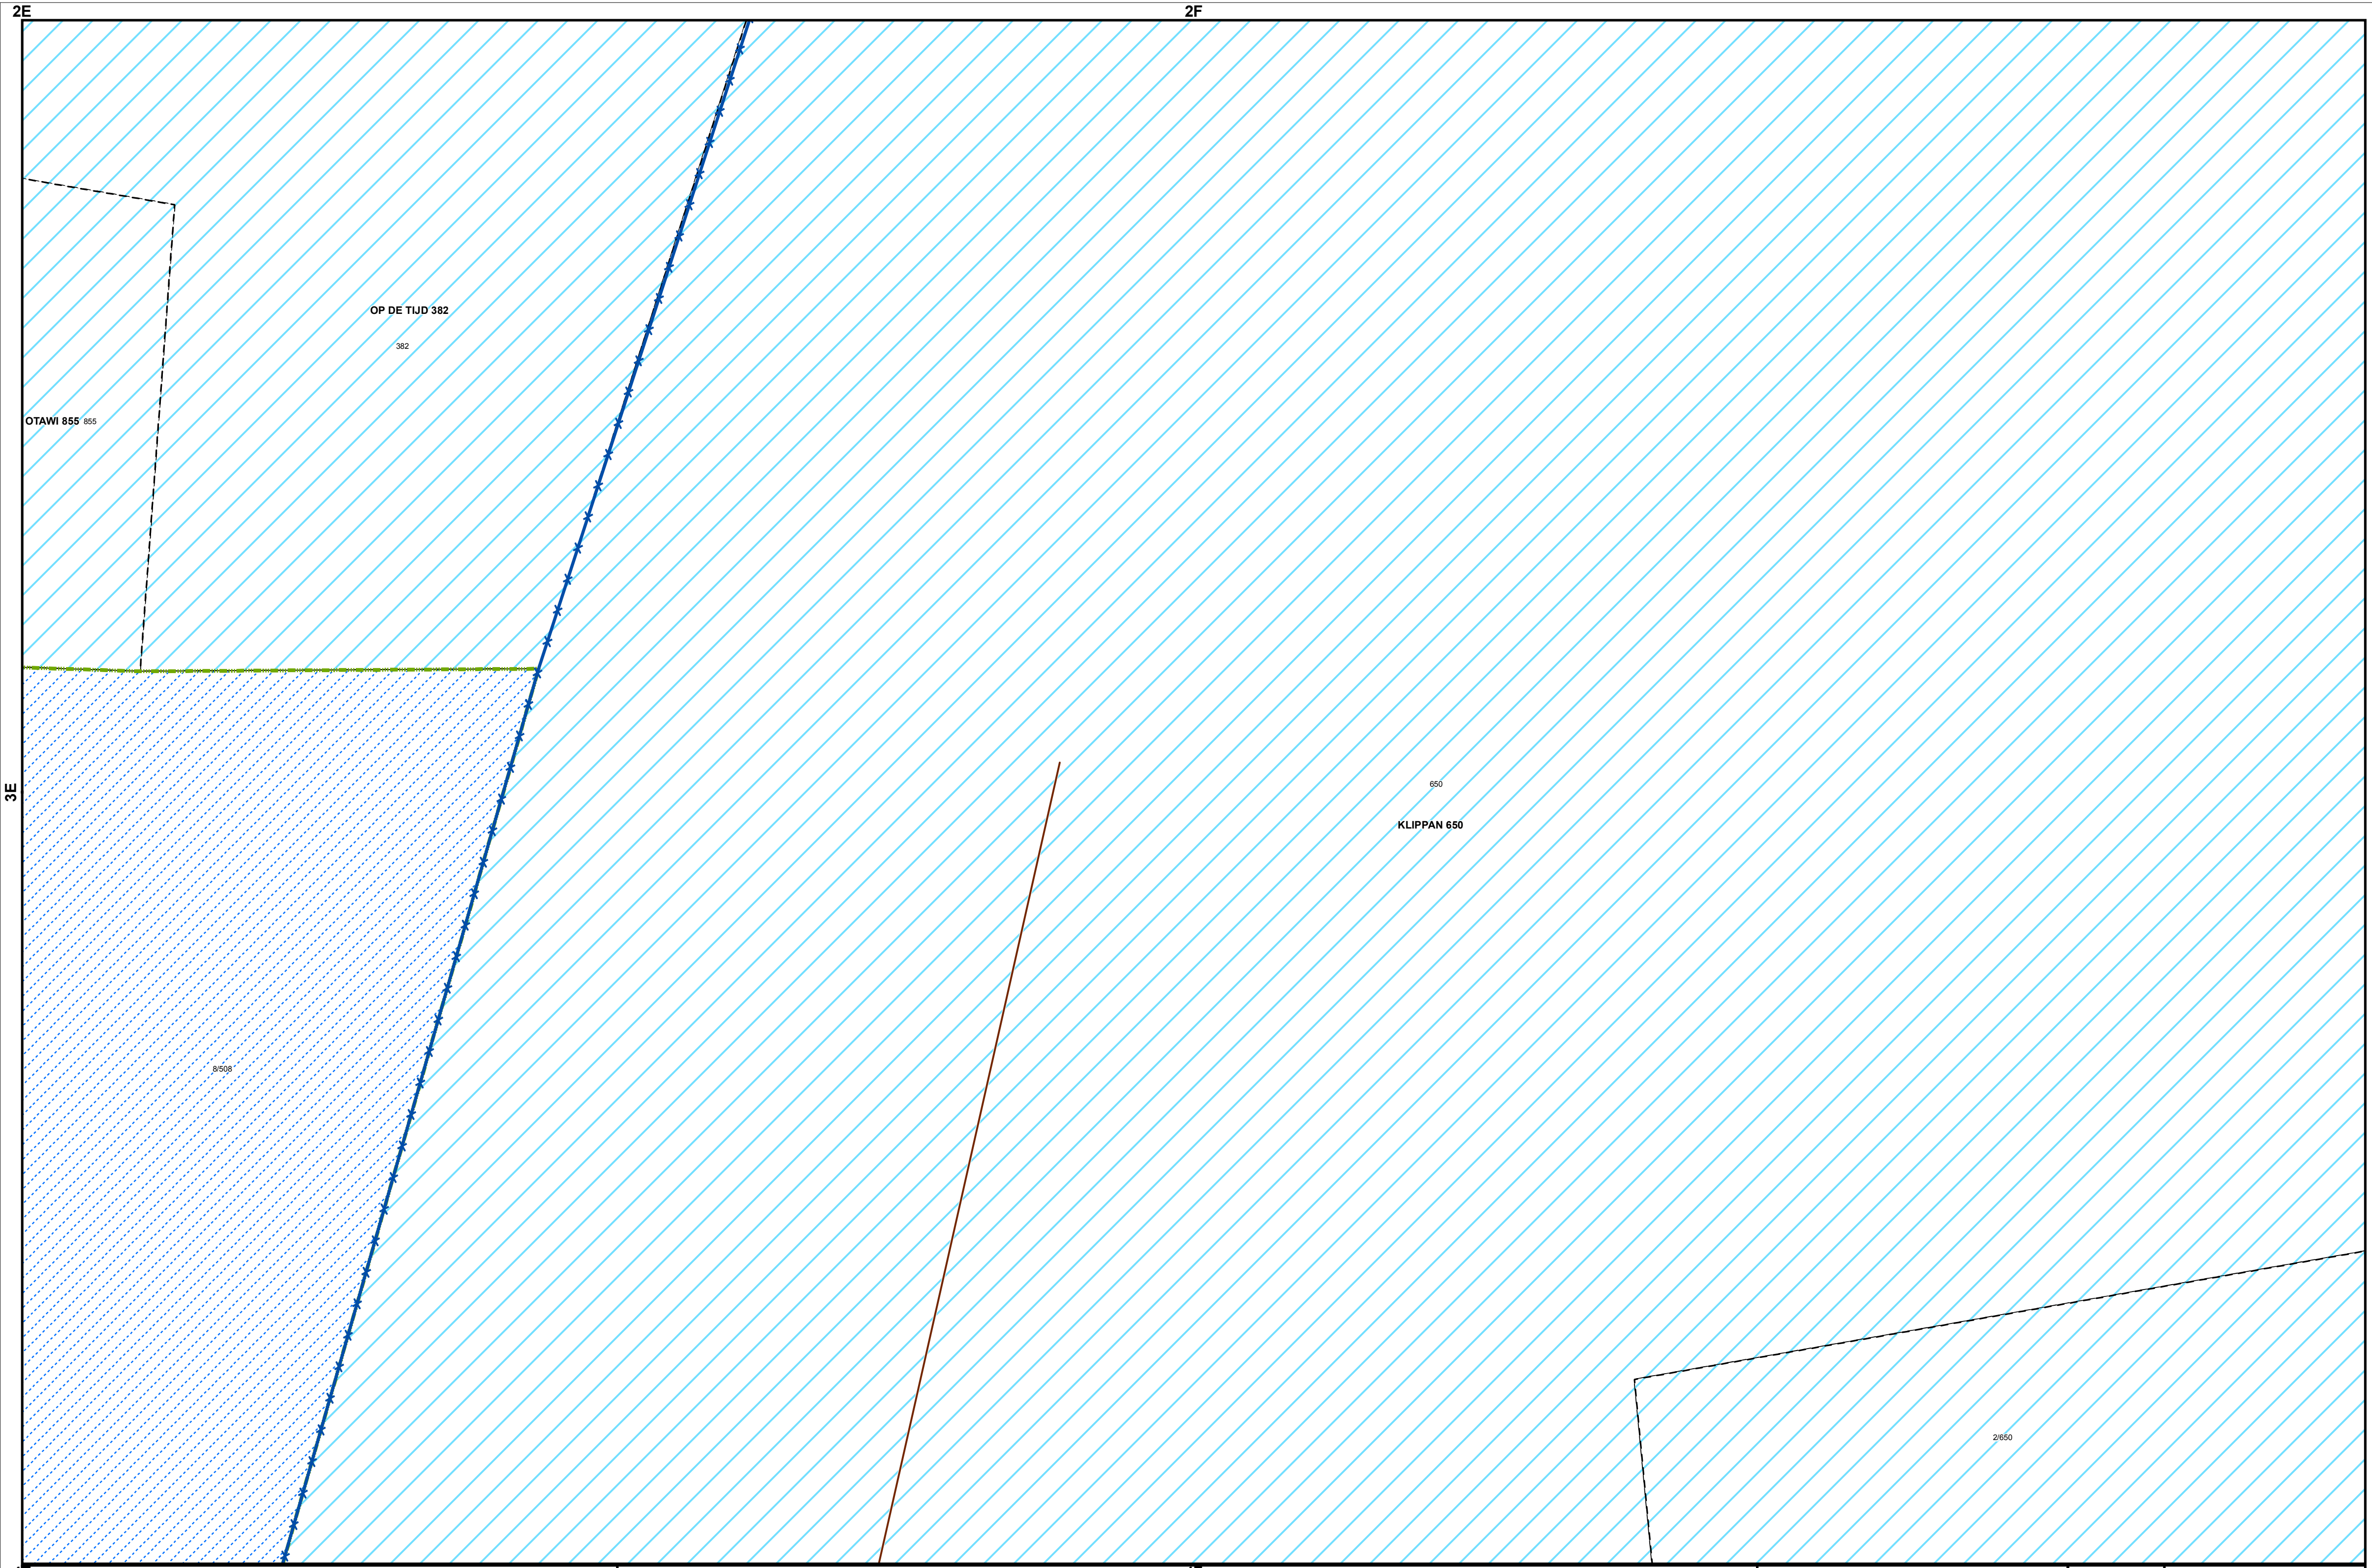 2E
2F
OP DE TIJD 382
382
OTAWI 855 855
3E
650
KLIPPAN 650
8/508
2/650